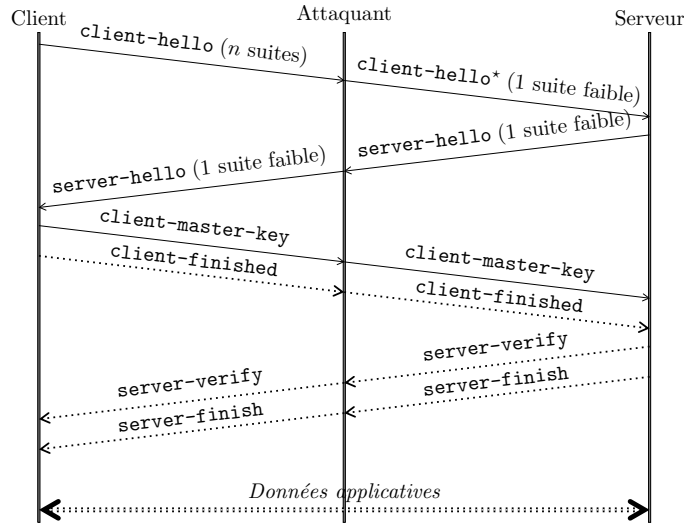 Client
Attaquant
Serveur
client-hello (n suites)
client-hello* (1 suite faible)
server-hello (1 suite faible)
server-hello (1 suite faible)
client-master-key
client-master-key
client-finished
client-finished
server-verify
server-verify
server-finish
server-finish
Données applicatives